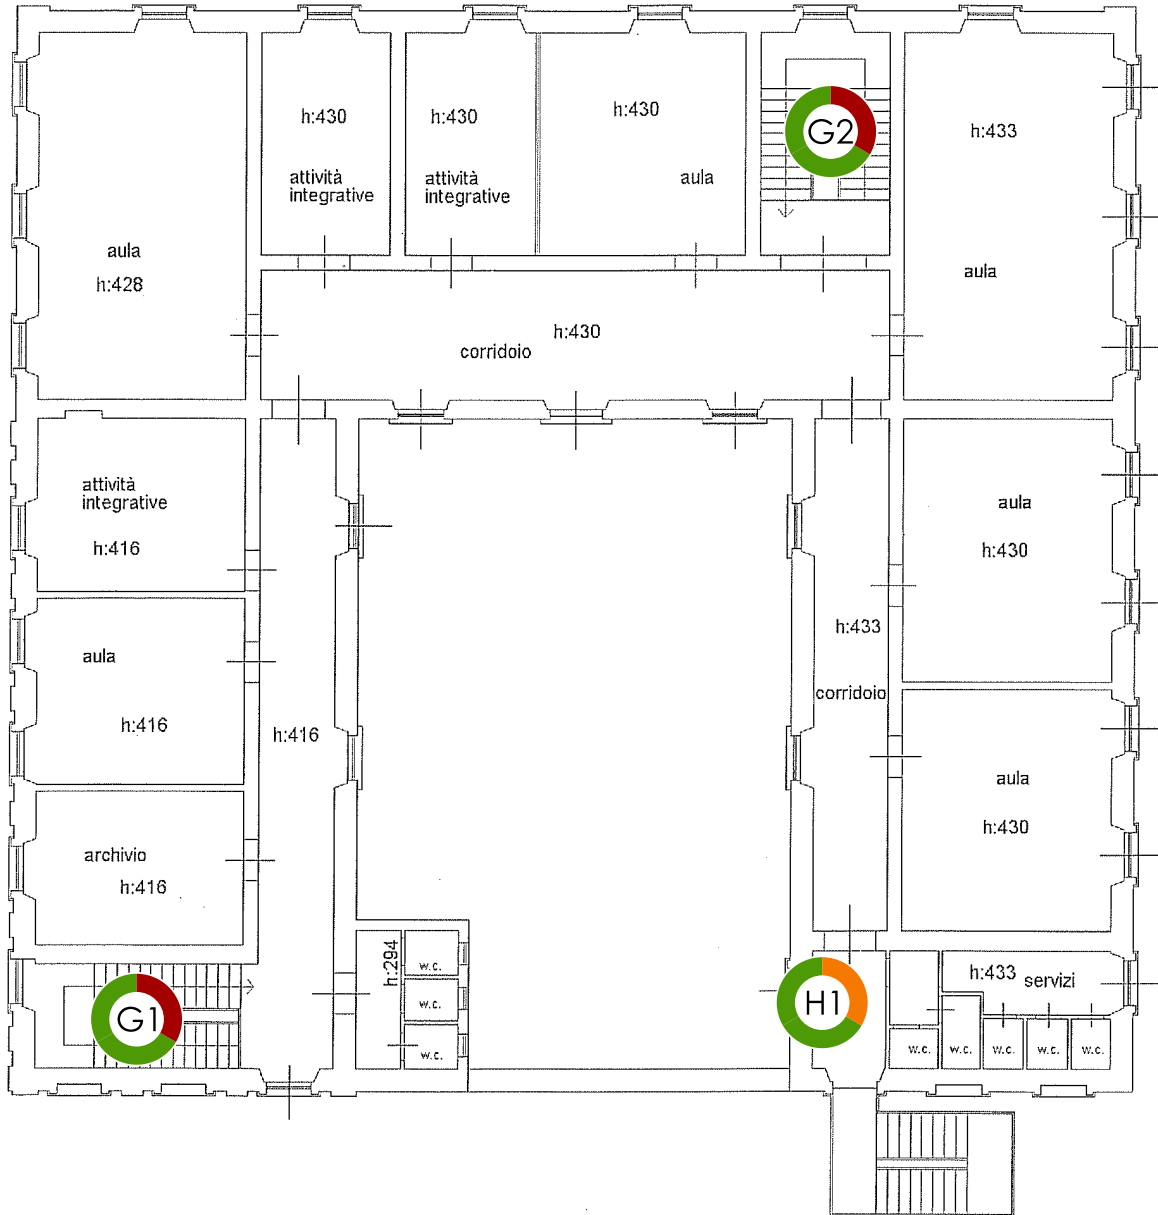 h:430
attività
integrative
h:430
attività
integrative
h:430
aula
G2
h:433
aula
aula
h:428
corridoio
h:430
attività
integrative
h:416
aula
h:416
archivio
h:416
h:416
aula
h:430
h:433
corridoio
aula
h:430
G1
h:294
w.c.
w.c.
w.c.
H1
h:433 servizi
w.c.
w.c.
w.c.
w.c.
w.c.